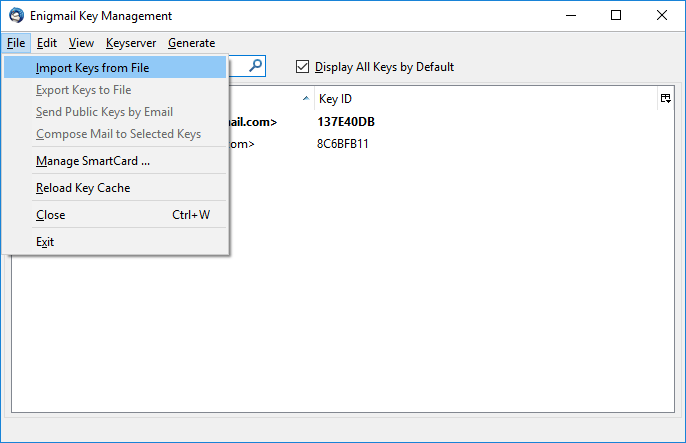 Enigmail Key Management
File Edit View Keyserver Generate
Import Keys from File
Display All Keys by Default
Export Keys to File
Key ID
Send Public Keys by Email
ail.com> 137E40DB
Compose Mail to Selected Keys
om> 8C6BFB11
Manage SmartCard ...
Reload Key Cache
Close Ctrl+W
Exit